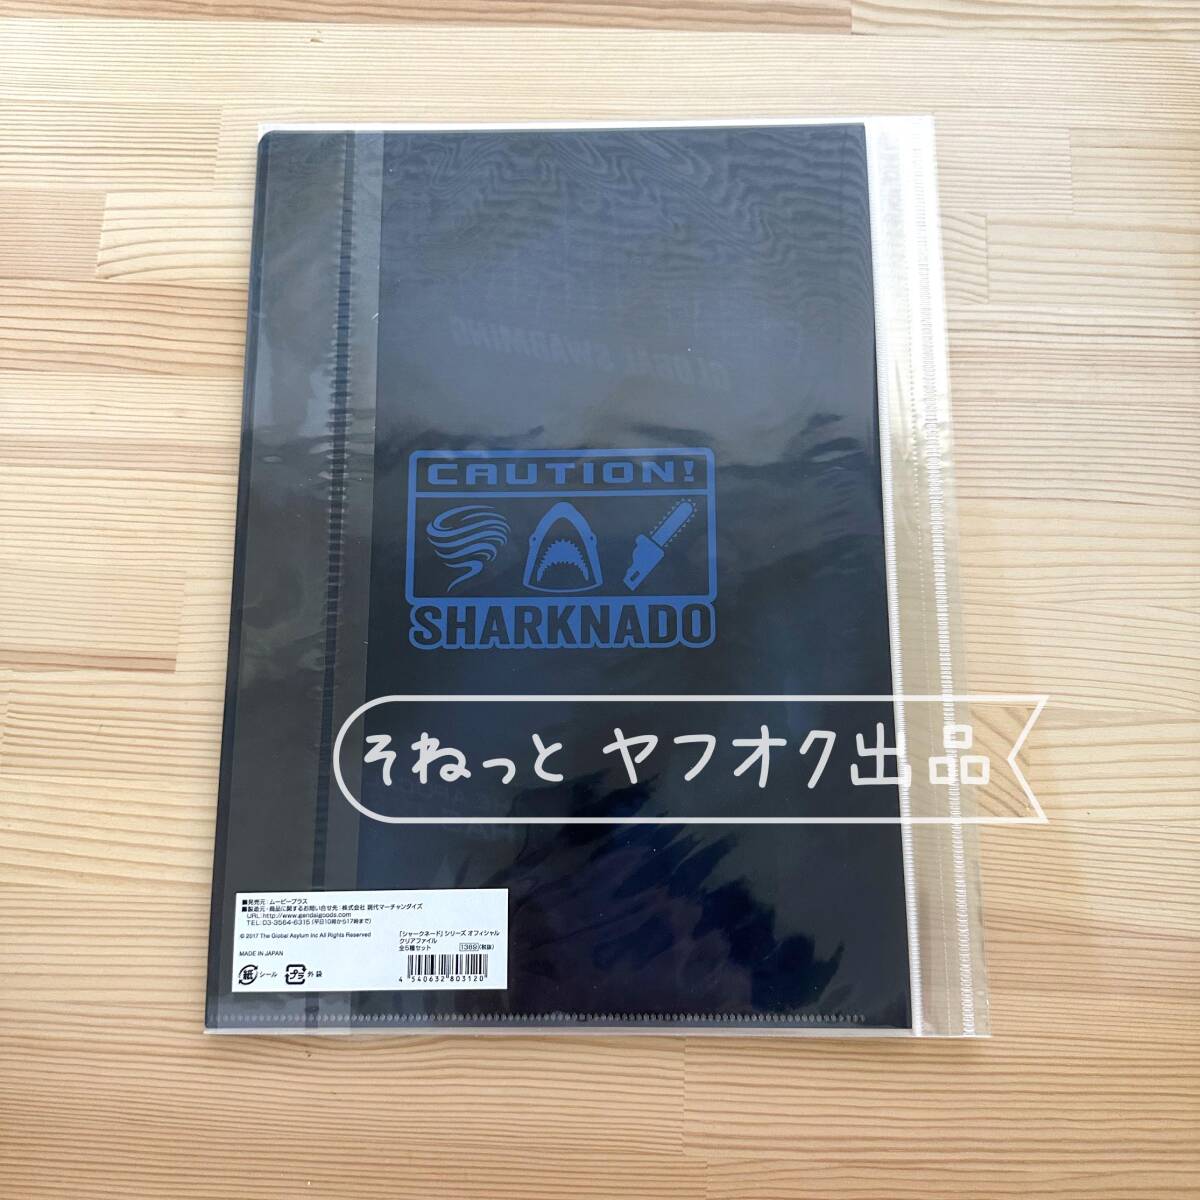 GLOBAL SWARMING
CAUTION!
SHARKNADO
そねっと ヤフオク出品
■発売元：ムービープラス
■製造元・商品に関するお問い合せ先：株式会社 現代マーチャンダイズ
URL：http://www.gendaigoods.com
TEL：03-3564-6315（平日10時から17時まで）
© 2017 The Global Asylum Inc All Rights Reserved
MADE IN JAPAN
紙 シール プラ 外袋
「シャークネード」シリーズ オフィシャル
クリアファイル
全5種セット 1389（税抜）
4 540632 803120